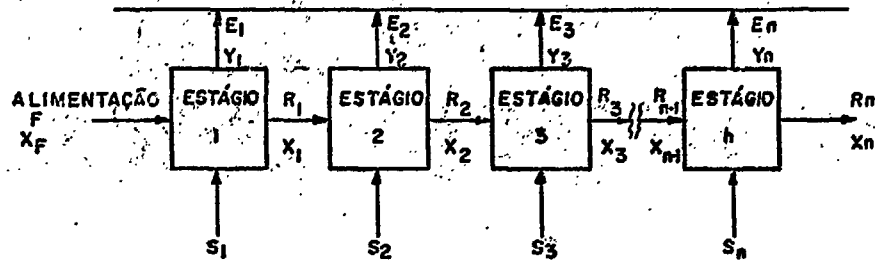 E1 E2 E3 En
Y1 Y2 Y3 Yn
ALIMENTAÇÃO ESTÁGIO R1 ESTÁGIO R2 ESTÁGIO R3 Rn-1 ESTÁGIO Rn
F 1 2 3 n
XF X1 X2 X3 Xn-1 Xn
S1 S2 S3 Sn